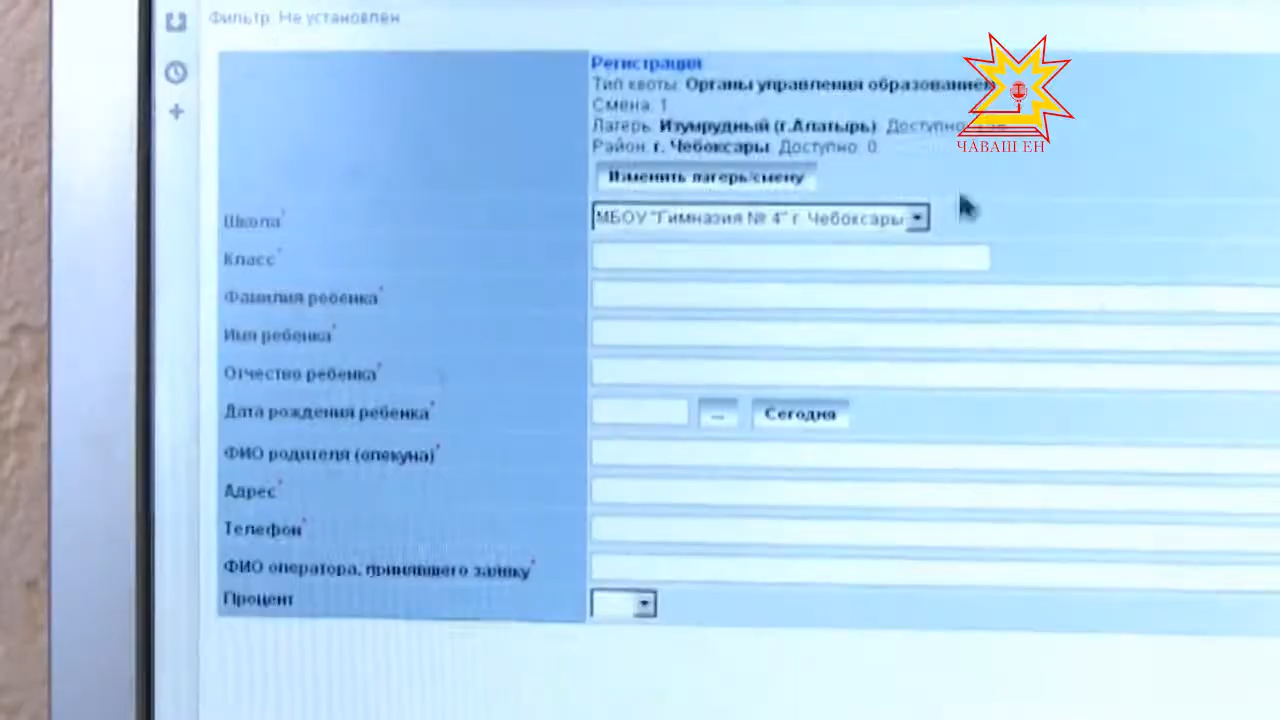 Фильтр: Не установлен
Регистрация
Тип квоты: Органы управления образованием
Смена: 1
Лагерь: Изумрудный (г.Алатырь) Доступно:
Район: г. Чебоксары Доступно: 0
Изменить лагерь/смену
Школа* МБОУ "Гимназия № 4" г. Чебоксары
Класс*
Фамилия ребенка*
Имя ребенка*
Отчество ребенка*
Дата рождения ребенка* ... Сегодня
ФИО родителя (опекуна)*
Адрес*
Телефон*
ФИО оператора, принявшего заявку*
Процент
ЧӐВАШ ЕН